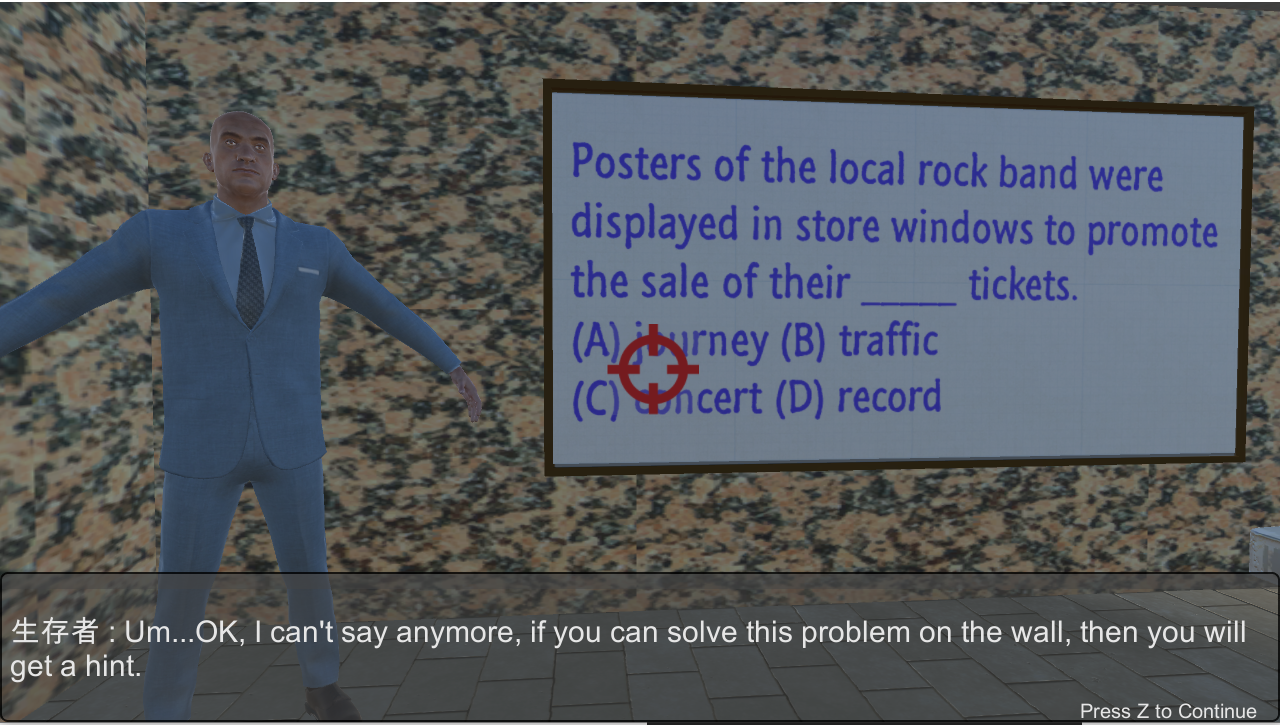 Posters of the local rock band were
displayed in store windows to promote
the sale of their _____ tickets.
(A) journey (B) traffic
(C) concert (D) record
生存者 : Um...OK, I can't say anymore, if you can solve this problem on the wall, then you will
get a hint.
Press Z to Continue